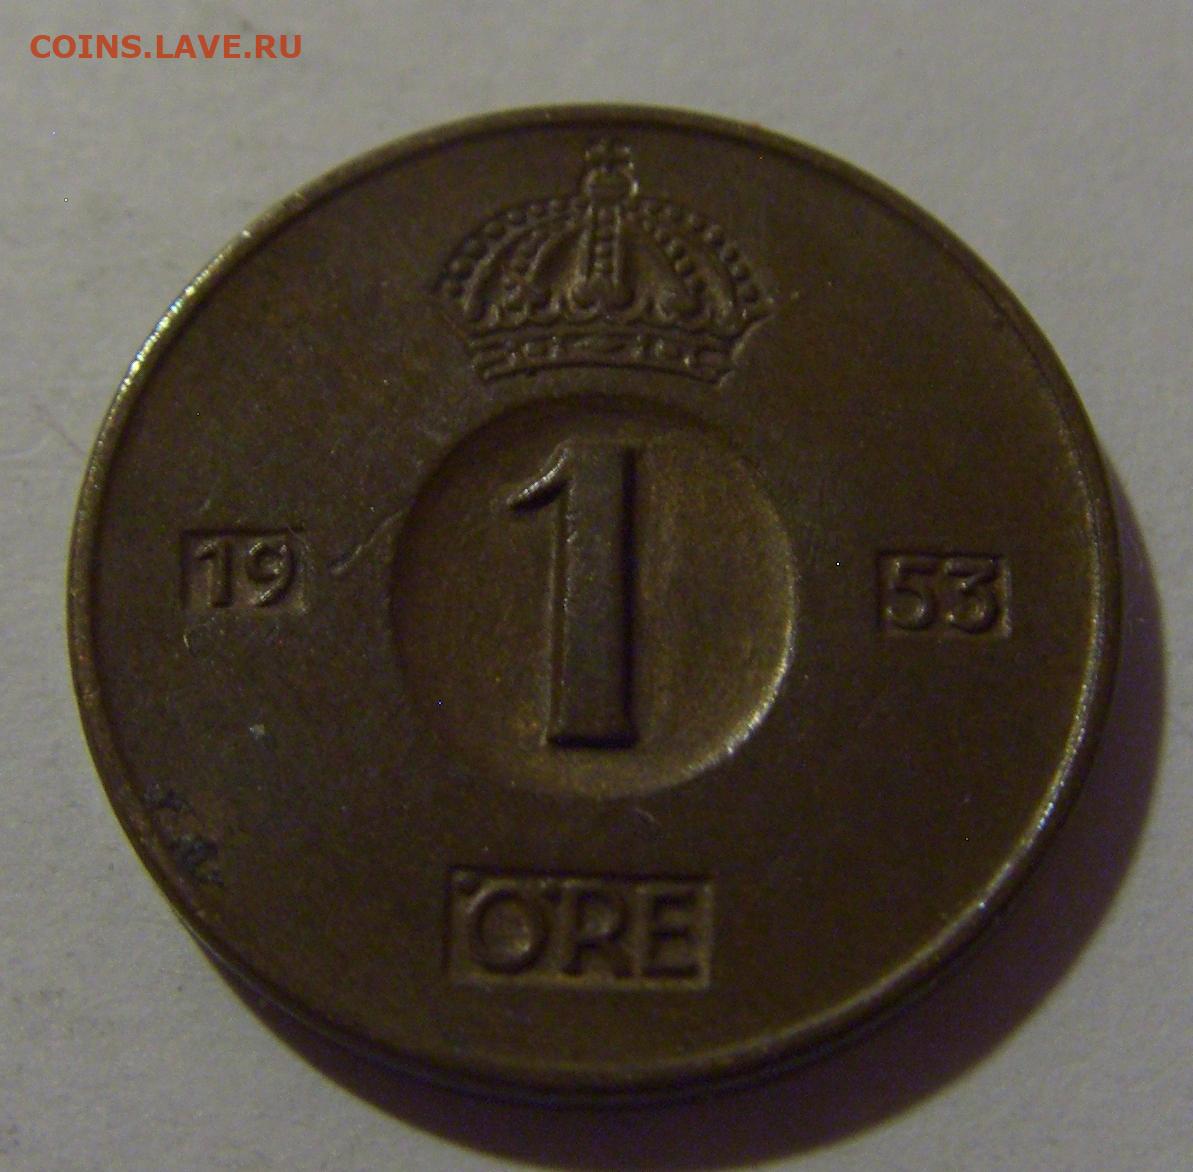 COINS.LAVE.RU
1
19 53
ÖRE